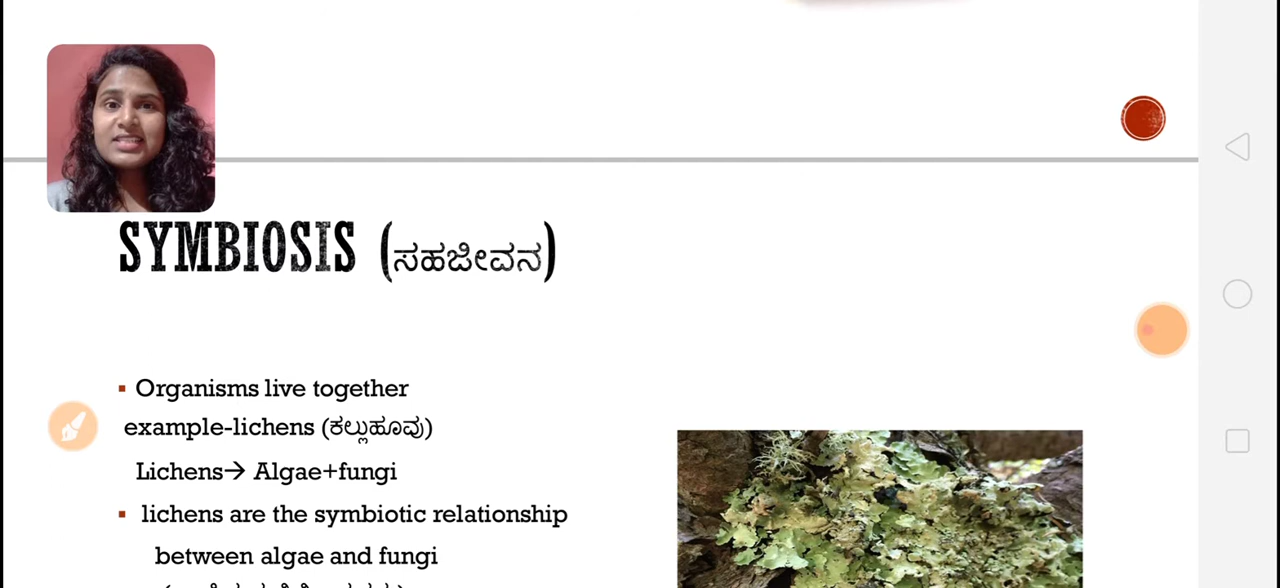 SYMBIOSIS (ಸಹಜೀವನ)
▪ Organisms live together
example-lichens (ಕಲ್ಲುಹೂವು)
Lichens→ Algae+fungi
▪ lichens are the symbiotic relationship
between algae and fungi